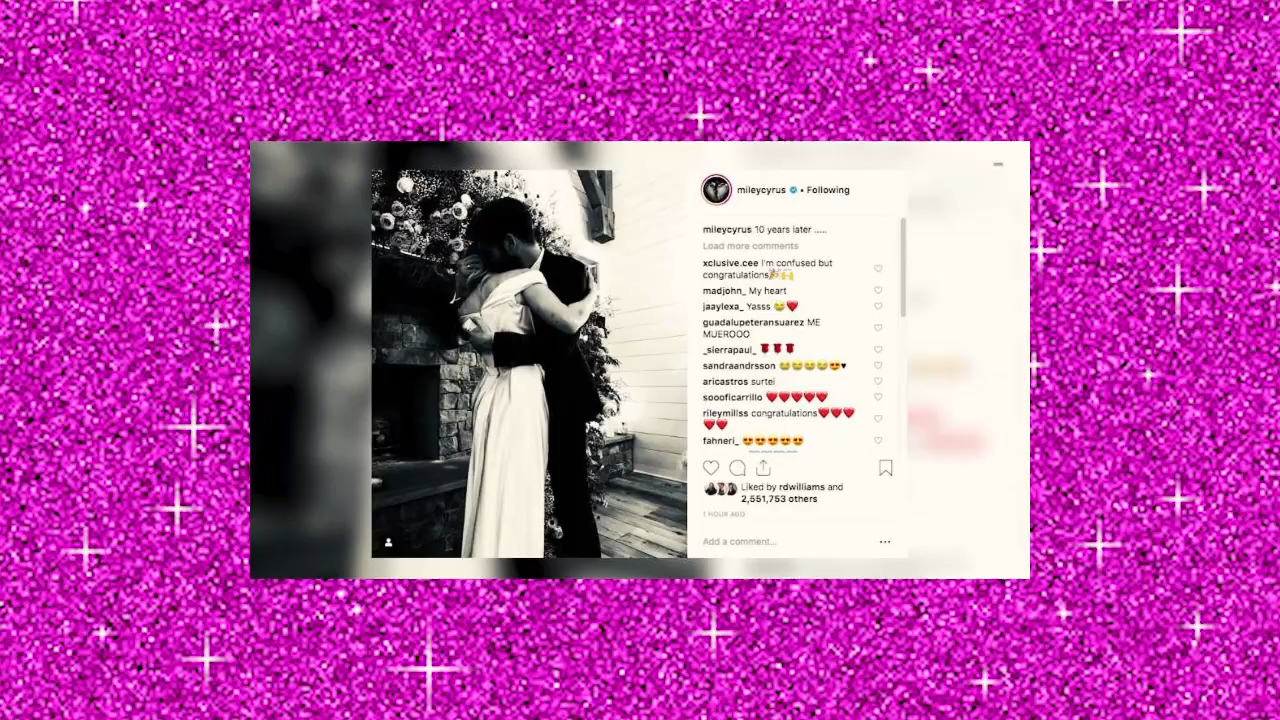 mileycyrus • Following
mileycyrus 10 years later .....
Load more comments
xclusive.cee I'm confused but
congratulations🎉🙌
madjohn_ My heart
jaaylexa_ Yasss 😭❤️
guadalupeteransuarez ME
MUEROOO
_sierrapaul_ 🌹🌹🌹
sandraandrsson 😭😭😭😭😍♥
aricastros surtei
soooficarrillo ❤️❤️❤️❤️❤️
rileymillss congratulations❤️❤️❤️
❤️❤️
fahneri_ 😍😍😍😍😍
Liked by rdwilliams and
2,551,753 others
1 HOUR AGO
Add a comment...